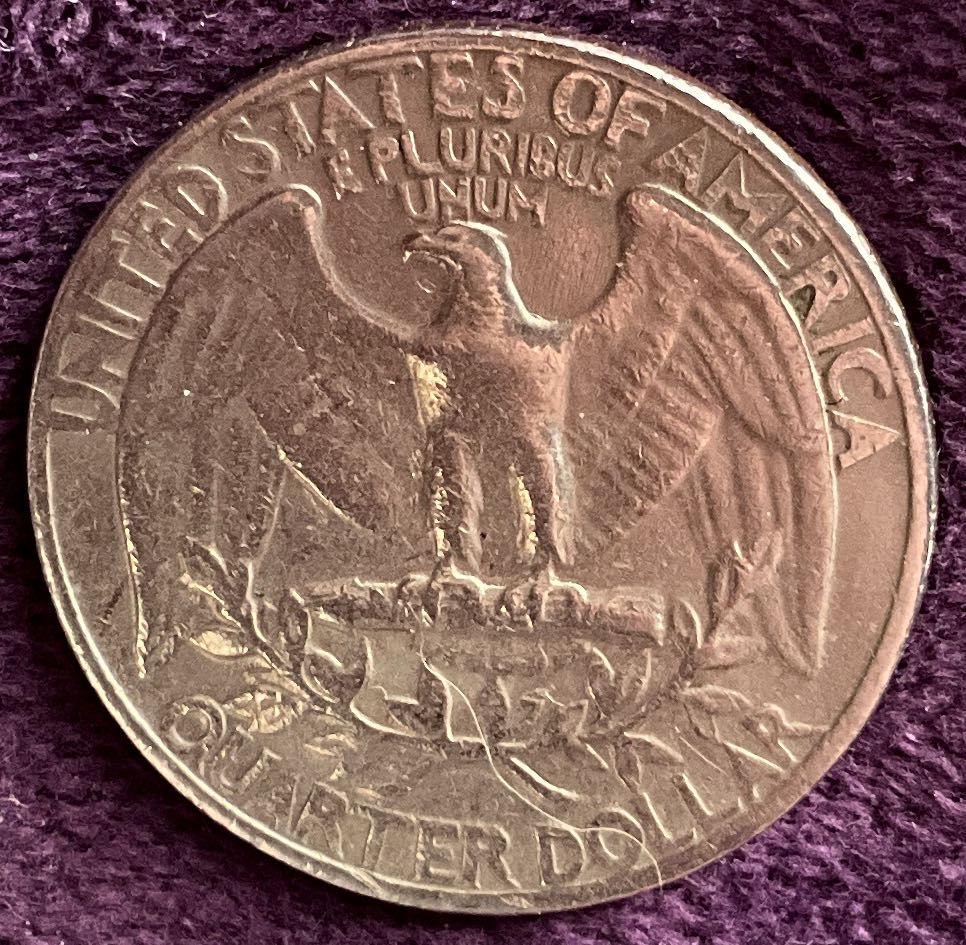 UNITED STATES OF AMERICA
E PLURIBUS
UNUM
QUARTER DOLLAR